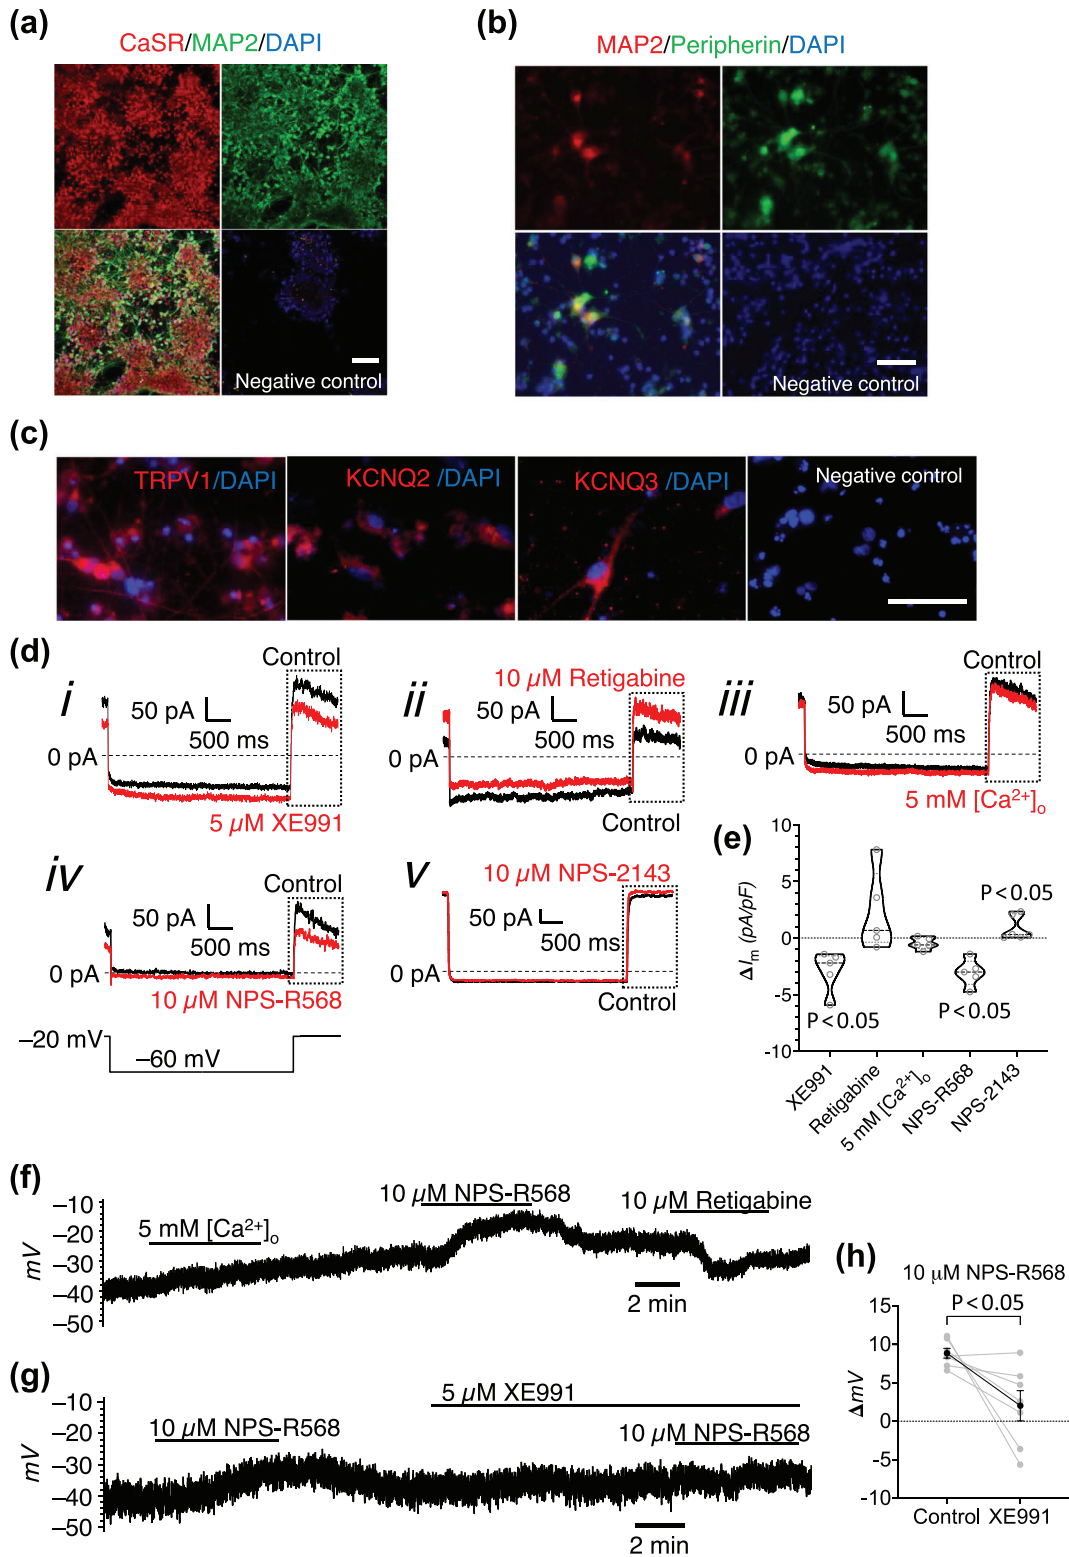 (a)
CaSR/MAP2/DAPI
Negative control
(b)
MAP2/Peripherin/DAPI
Negative control
(c)
TRPV1/DAPI
KCNQ2 /DAPI
KCNQ3 /DAPI
Negative control
(d)
i
Control
50 pA
500 ms
0 pA
5 µM XE991
ii
10 µM Retigabine
50 pA
500 ms
0 pA
Control
iii
Control
50 pA
500 ms
0 pA
5 mM [Ca²⁺]ₒ
iv
Control
50 pA
500 ms
0 pA
10 µM NPS-R568
–20 mV
–60 mV
v
10 µM NPS-2143
50 pA
500 ms
0 pA
Control
(e)
ΔIₘ (pA/pF)
10
5
0
-5
-10
P < 0.05
P < 0.05
P < 0.05
XE991
Retigabine
5 mM [Ca²⁺]ₒ
NPS-R568
NPS-2143
(f)
mV
–10
–20
–30
–40
–50
5 mM [Ca²⁺]ₒ
10 µM NPS-R568
10 µM Retigabine
2 min
(g)
mV
–10
–20
–30
–40
–50
10 µM NPS-R568
5 µM XE991
10 µM NPS-R568
2 min
(h)
10 µM NPS-R568
P < 0.05
ΔmV
15
10
5
0
-5
-10
Control XE991